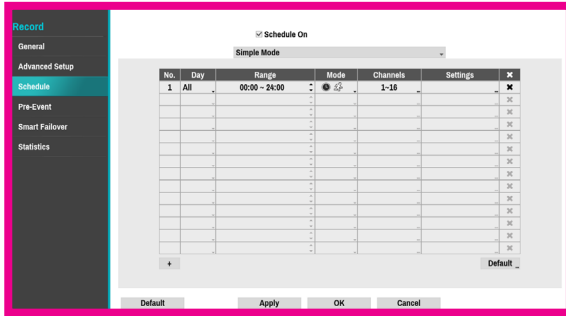 Record
General
Advanced Setup
Schedule
Pre-Event
Smart Failover
Statistics
Schedule On
Simple Mode
No. Day Range Mode Channels Settings
1 All 00:00 ~ 24:00 1~16
+ Default
Default Apply OK Cancel